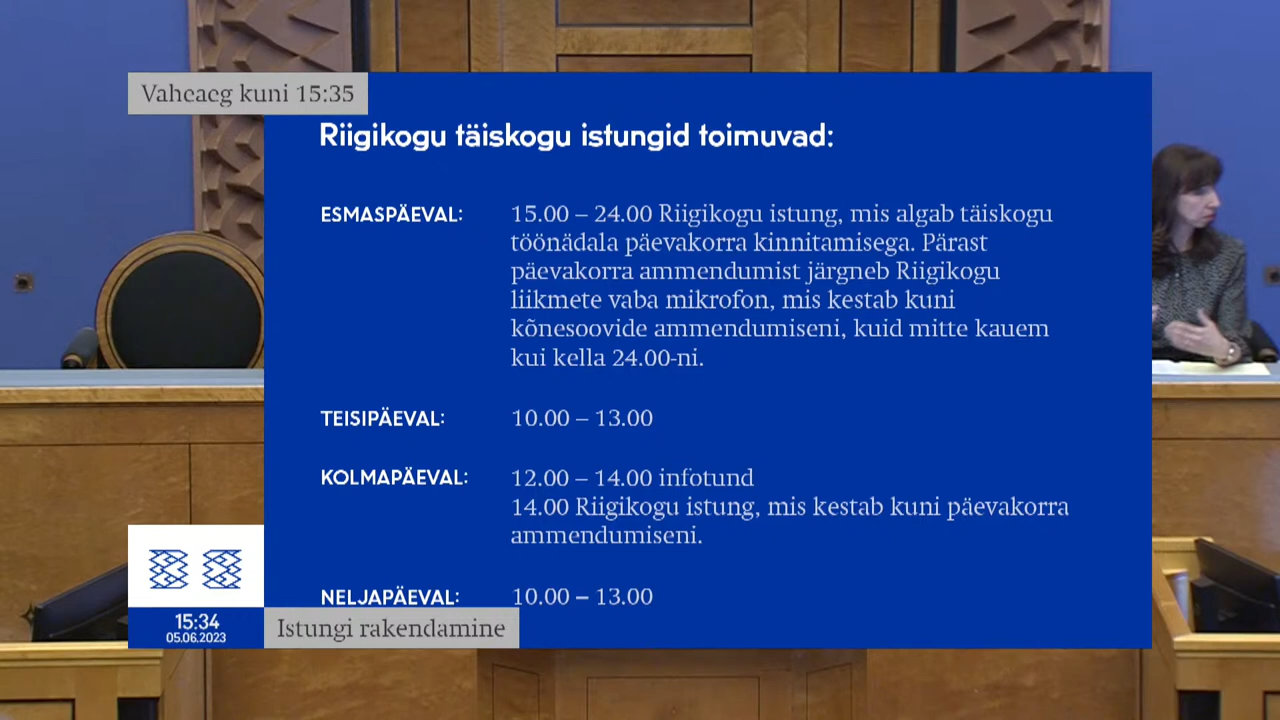 Vaheaeg kuni 15:35
Riigikogu täiskogu istungid toimuvad:
ESMASPÄEVAL:
15.00 – 24.00 Riigikogu istung, mis algab täiskogu
töönädala päevakorra kinnitamisega. Pärast
päevakorra ammendumist järgneb Riigikogu
liikmete vaba mikrofon, mis kestab kuni
kõnesoovide ammendumiseni, kuid mitte kauem
kui kella 24.00-ni.
TEISIPÄEVAL:
10.00 – 13.00
KOLMAPÄEVAL:
12.00 – 14.00 infotund
14.00 Riigikogu istung, mis kestab kuni päevakorra
ammendumiseni.
NELJAPÄEVAL:
10.00 – 13.00
15:34
05.06.2023
Istungi rakendamine